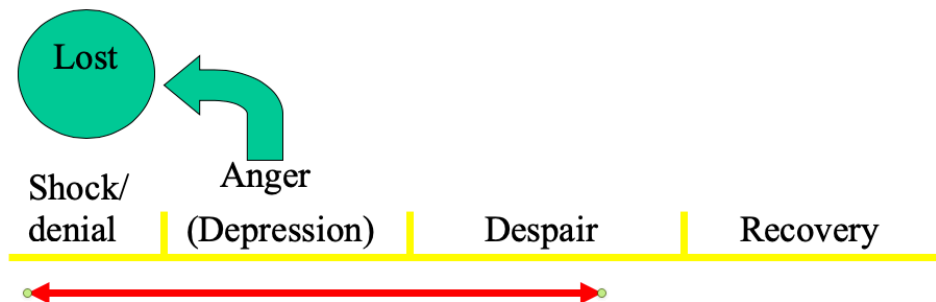 Lost
Shock/
denial
Anger
(Depression)
Despair
Recovery